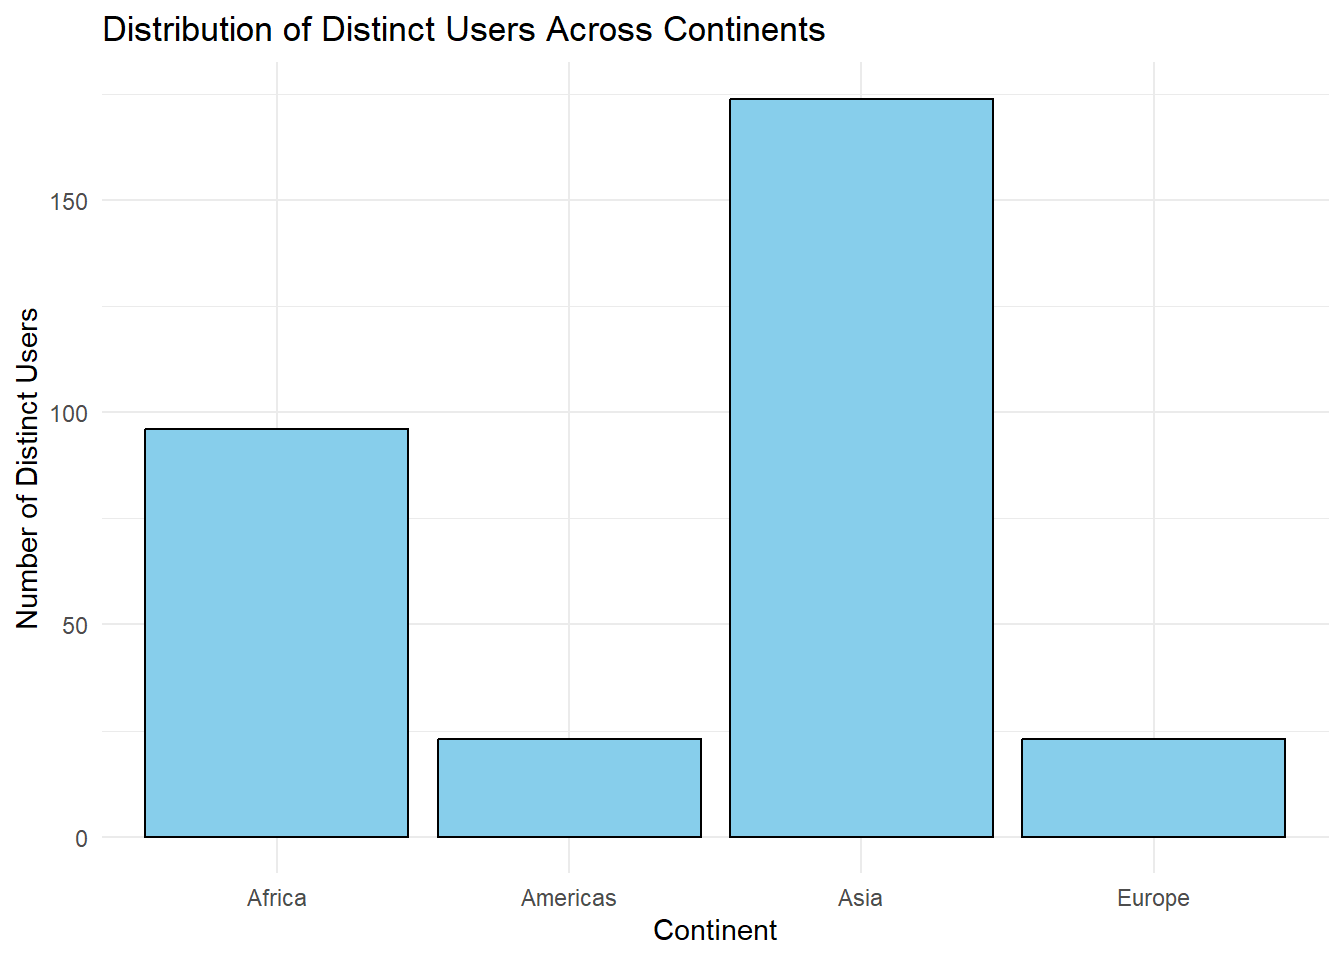 Distribution of Distinct Users Across Continents
Number of Distinct Users
150
100
50
0
Africa
Americas
Asia
Europe
Continent